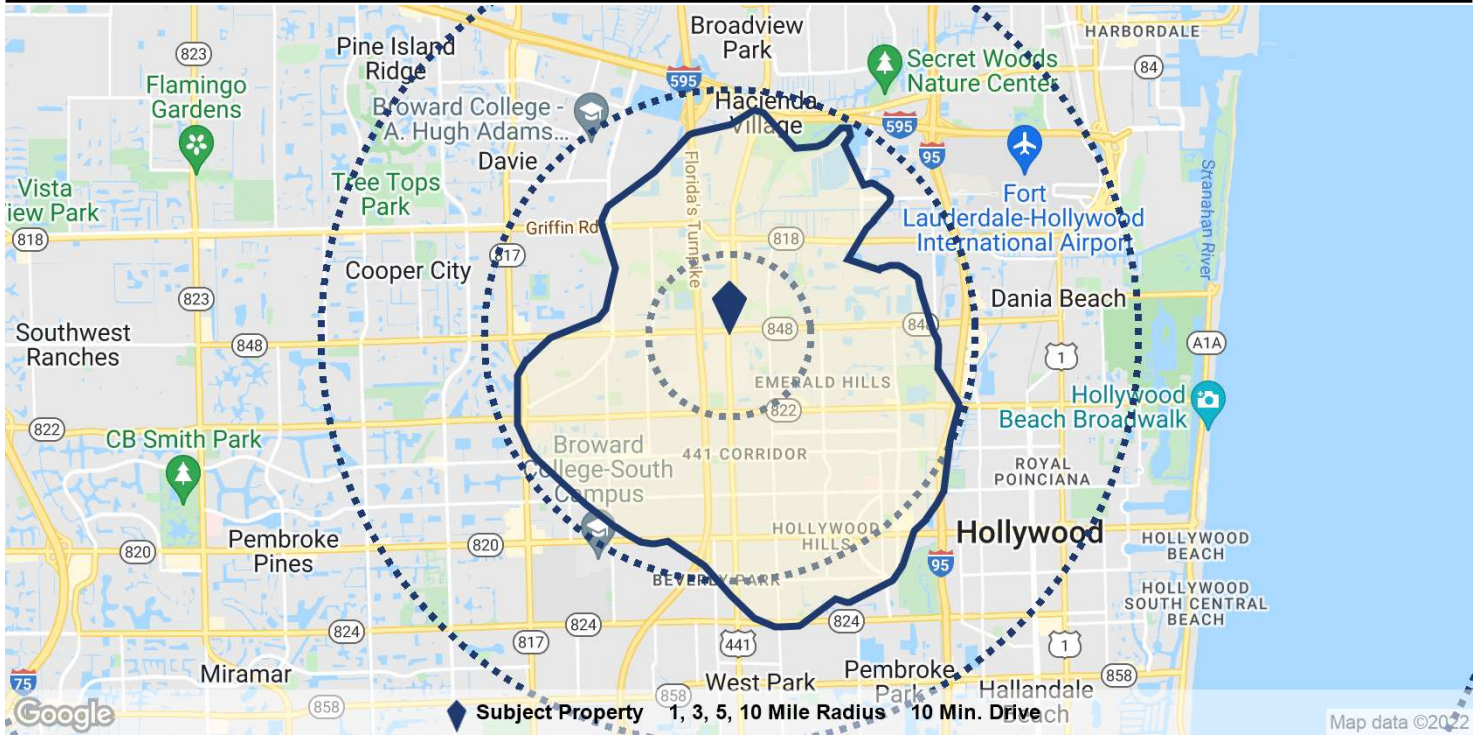 Broadview
Park
HARBORDALE
Pine Island
Ridge
823
84
595
Secret Woods
Nature Center
Flamingo
Gardens
Broward College -
A. Hugh Adams...
Hacienda
Village
595
95
Davie
Tree Tops
Park
Florida's Turnpike
Fort
Lauderdale-Hollywood
International Airport
Stranahan River
Vista
iew Park
818
Griffin Rd
817
818
Cooper City
823
Dania Beach
Southwest
Ranches
848
848
848
1
A1A
EMERALD HILLS
822
822
Hollywood
Beach Broadwalk
CB Smith Park
Broward
College-South
Campus
441 CORRIDOR
ROYAL
POINCIANA
820
Pembroke
Pines
820
HOLLYWOOD
HILLS
Hollywood
HOLLYWOOD
BEACH
95
BEVERLY PARK
HOLLYWOOD
SOUTH CENTRAL
BEACH
824
817
824
441
824
1
75
Miramar
858
858
West Park
Pembroke
Park
Hallandale
Beach
858
Google
Subject Property 1, 3, 5, 10 Mile Radius 10 Min. Drive
Map data ©2022